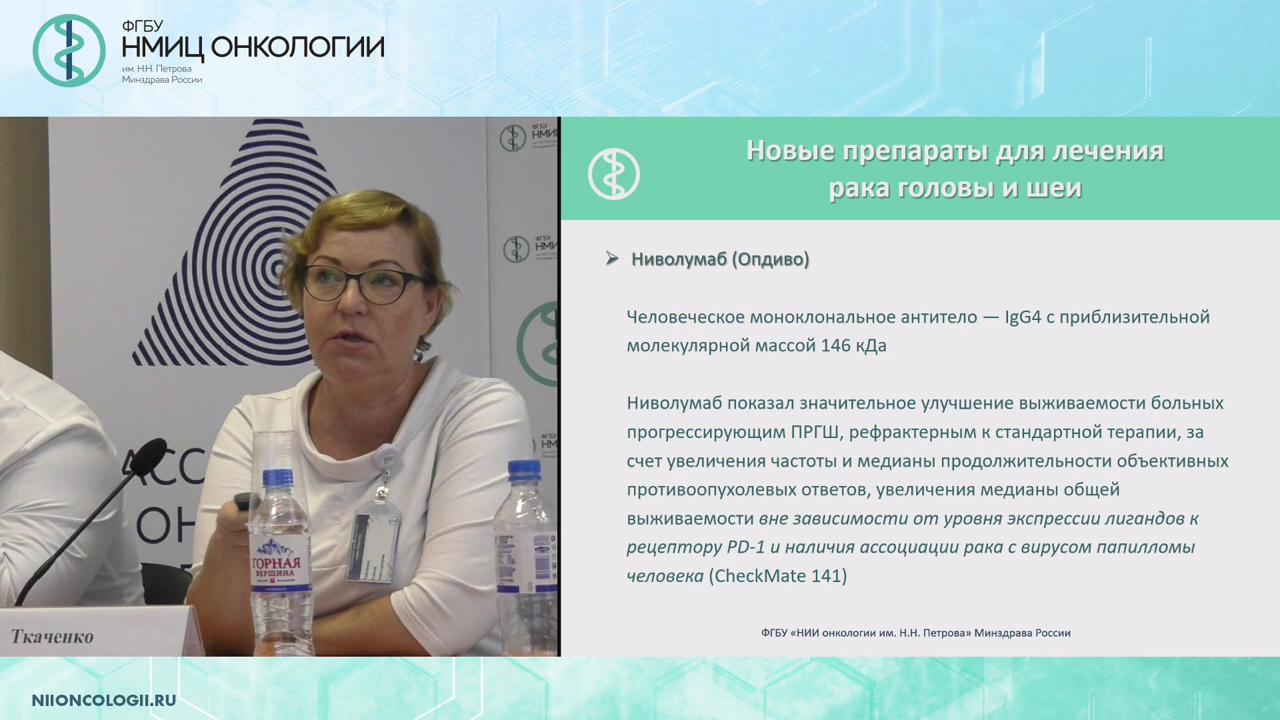 ФГБУ
НМИЦ ОНКОЛОГИИ
им. Н.Н. Петрова
Минздрава России
Новые препараты для лечения
рака головы и шеи
Ниволумаб (Опдиво)
Человеческое моноклональное антитело — IgG4 с приблизительной
молекулярной массой 146 кДа
Ниволумаб показал значительное улучшение выживаемости больных
прогрессирующим ПРГШ, рефрактерным к стандартной терапии, за
счет увеличения частоты и медианы продолжительности объективных
противоопухолевых ответов, увеличения медианы общей
выживаемости вне зависимости от уровня экспрессии лигандов к
рецептору PD-1 и наличия ассоциации рака с вирусом папилломы
человека (CheckMate 141)
ФГБУ «НИИ онкологии им. Н.Н. Петрова» Минздрава России
АСС
ОН
ГОРНАЯ
ВЕРШИНА
Ткаченко
NIIONCOLOGII.RU